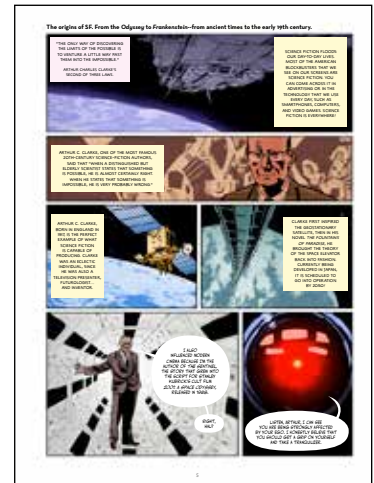 The origins of SF. From the Odyssey to Frankenstein—from ancient times to the early 19th century.
"THE ONLY WAY OF DISCOVERING
THE LIMITS OF THE POSSIBLE IS
TO VENTURE A LITTLE WAY PAST
THEM INTO THE IMPOSSIBLE."
ARTHUR CHARLES CLARKE'S
SECOND OF THREE LAWS.
SCIENCE FICTION FLOODS
OUR DAY-TO-DAY LIVES.
MOST OF THE AMERICAN
BLOCKBUSTERS THAT WE
SEE ON OUR SCREENS ARE
SCIENCE FICTION. YOU
CAN COME ACROSS IT IN
ADVERTISING OR IN THE
TECHNOLOGY THAT WE USE
EVERY DAY, SUCH AS
SMARTPHONES, COMPUTERS,
AND VIDEO GAMES. SCIENCE
FICTION IS EVERYWHERE!
ARTHUR C. CLARKE, ONE OF THE MOST FAMOUS
20TH-CENTURY SCIENCE-FICTION AUTHORS,
SAID THAT "WHEN A DISTINGUISHED BUT
ELDERLY SCIENTIST STATES THAT SOMETHING
IS POSSIBLE, HE IS ALMOST CERTAINLY RIGHT.
WHEN HE STATES THAT SOMETHING IS
IMPOSSIBLE, HE IS VERY PROBABLY WRONG."
ARTHUR C. CLARKE,
BORN IN ENGLAND IN
1917, IS THE PERFECT
EXAMPLE OF WHAT
SCIENCE FICTION
IS CAPABLE OF
PRODUCING. CLARKE
WAS AN ECLECTIC
INDIVIDUAL, SINCE
HE WAS ALSO A
TELEVISION PRESENTER,
FUTUROLOGIST...
AND INVENTOR.
CLARKE FIRST INSPIRED
THE GEOSTATIONARY
SATELLITE, THEN IN HIS
NOVEL THE FOUNTAINS
OF PARADISE, HE
BROUGHT THE THEORY
OF THE SPACE ELEVATOR
BACK INTO FASHION.
CURRENTLY BEING
DEVELOPED IN JAPAN,
IT IS SCHEDULED TO
GO INTO OPERATION
BY 2050!
I ALSO
INFLUENCED MODERN
CINEMA BECAUSE I'M THE
AUTHOR OF THE SENTINEL,
THE STORY THAT GREW INTO
THE SCRIPT FOR STANLEY
KUBRICK'S CULT FILM
2001: A SPACE ODYSSEY,
RELEASED IN 1968.
RIGHT,
HAL?
LISTEN, ARTHUR, I CAN SEE
YOU ARE BEING STRONGLY AFFECTED
BY YOUR EGO. I HONESTLY BELIEVE THAT
YOU SHOULD GET A GRIP ON YOURSELF
AND TAKE A TRANQUILIZER.